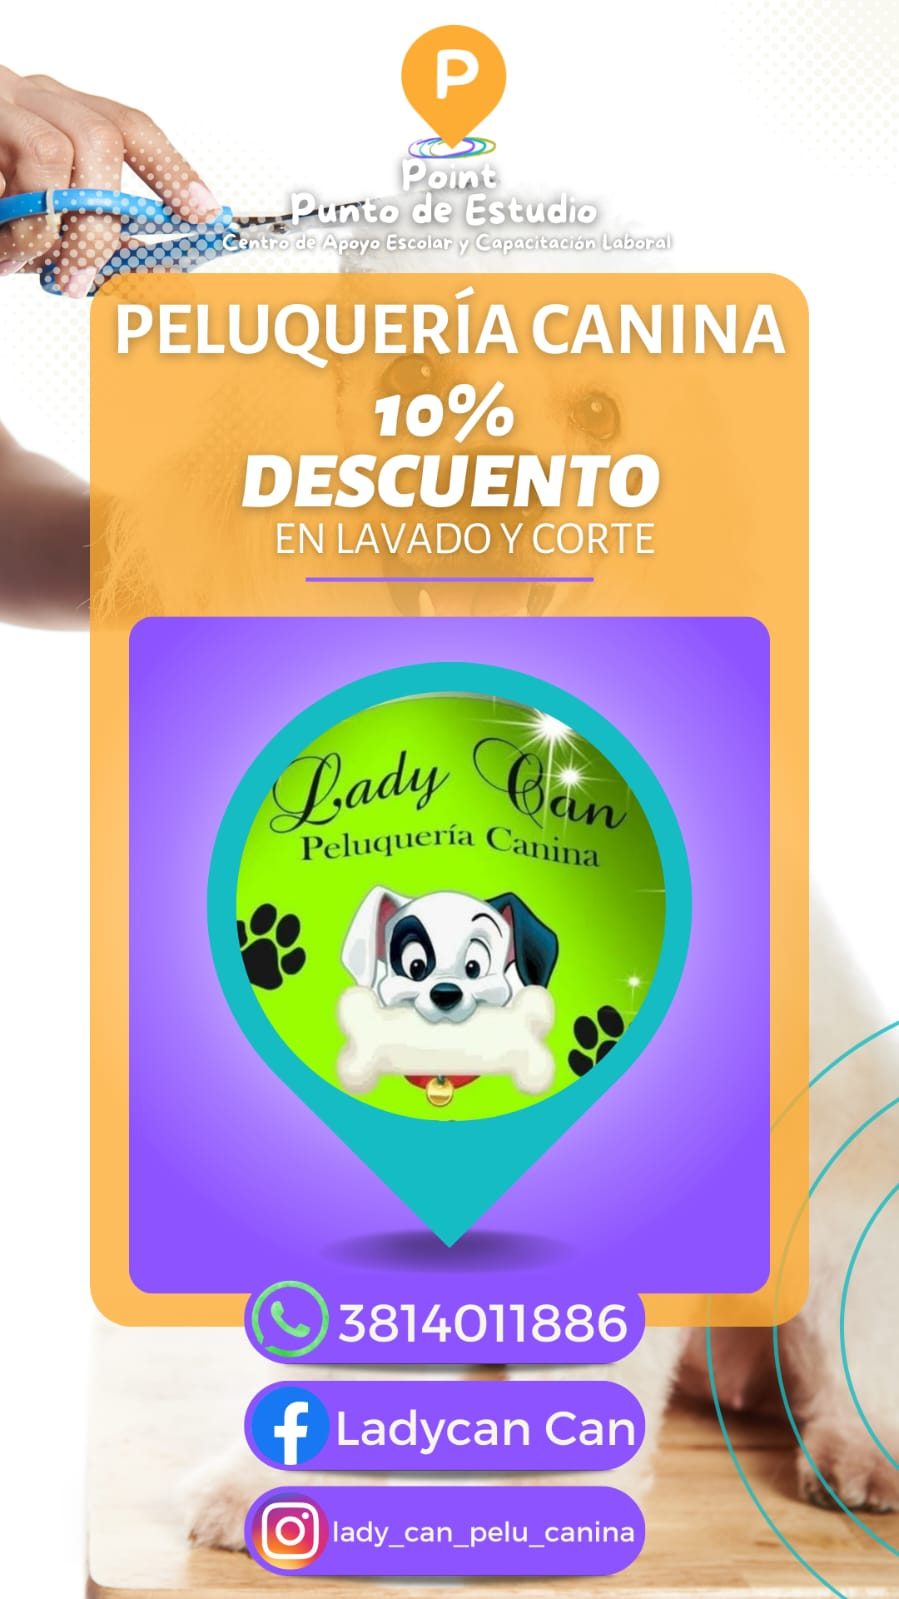 P
Point
Punto de Estudio
Centro de Apoyo Escolar y Capacitación Laboral
PELUQUERÍA CANINA
10%
DESCUENTO
EN LAVADO Y CORTE
Lady Can
Peluquería Canina
3814011886
Ladycan Can
lady_can_pelu_canina